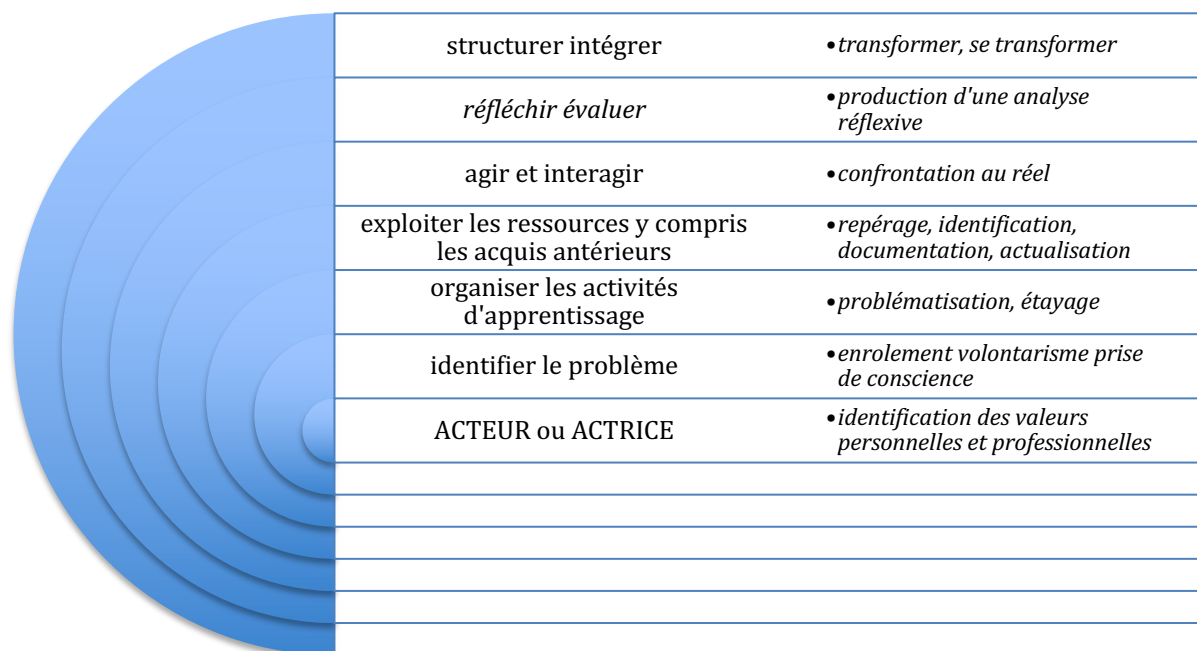 structurer intégrer
•transformer, se transformer
réfléchir évaluer
•production d'une analyse
réflexive
agir et interagir
•confrontation au réel
exploiter les ressources y compris
les acquis antérieurs
•repérage, identification,
documentation, actualisation
organiser les activités
d'apprentissage
•problématisation, étayage
identifier le problème
•enrolement volontarisme prise
de conscience
ACTEUR ou ACTRICE
•identification des valeurs
personnelles et professionnelles